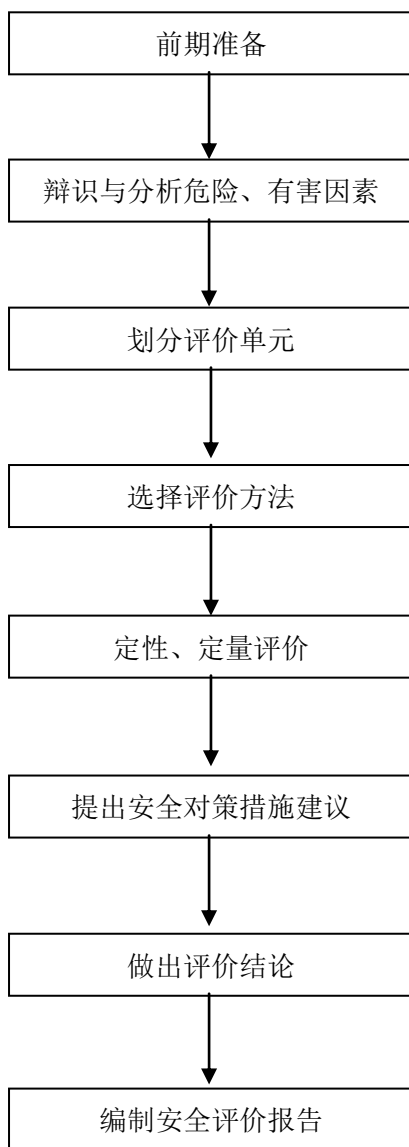 前期准备
辩识与分析危险、有害因素
划分评价单元
选择评价方法
定性、定量评价
提出安全对策措施建议
做出评价结论
编制安全评价报告